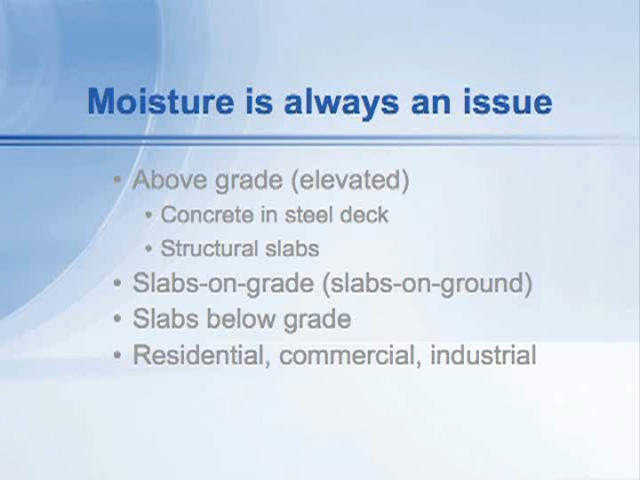 Moisture is always an issue
• Above grade (elevated)
• Concrete in steel deck
• Structural slabs
• Slabs-on-grade (slabs-on-ground)
• Slabs below grade
• Residential, commercial, industrial